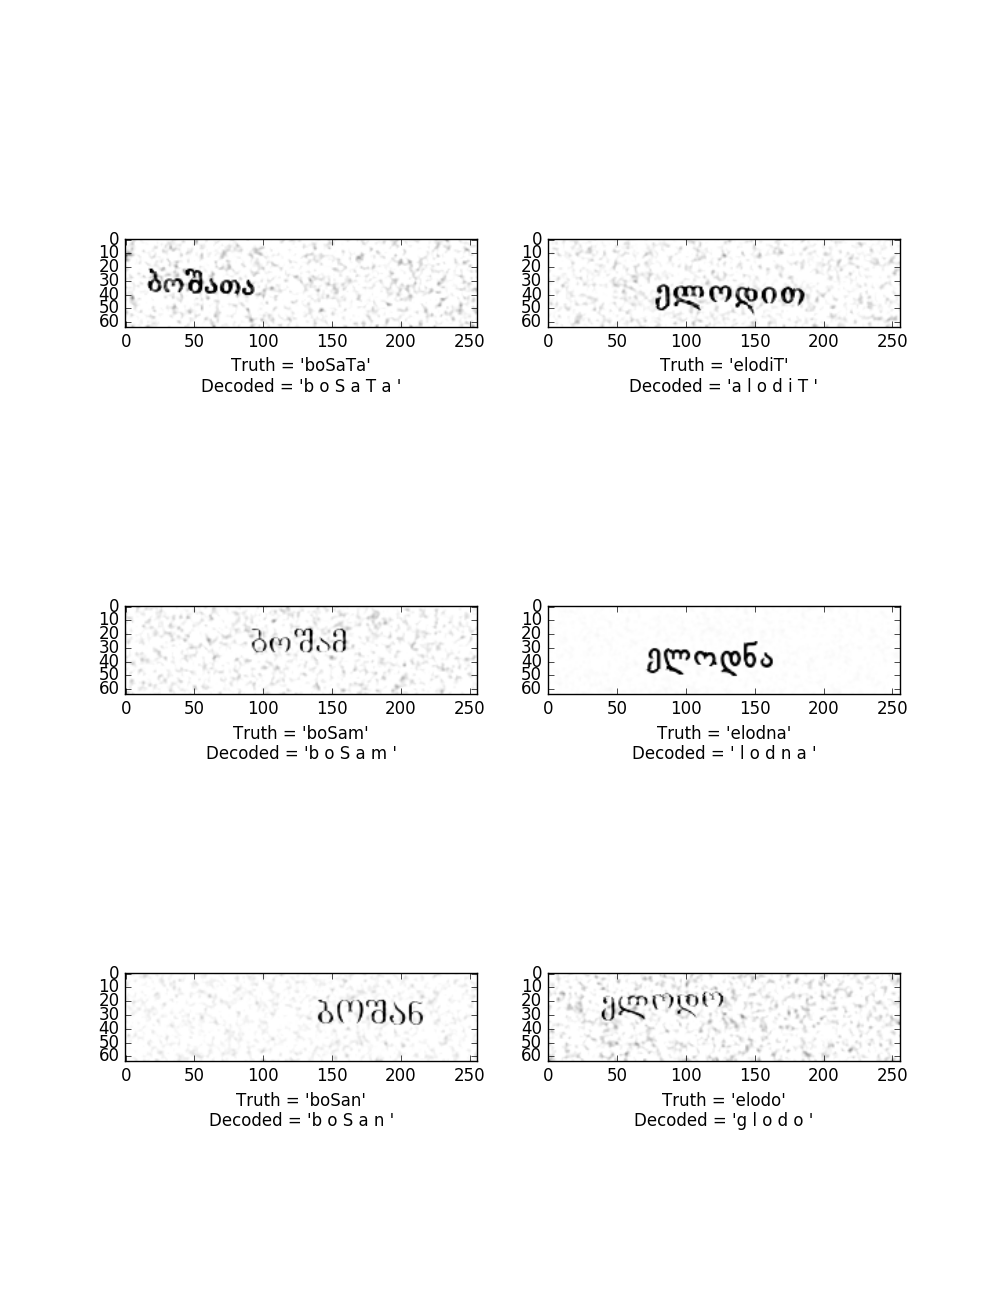 0
10
20
30
40
50
60
ბოშათა
0 50 100 150 200 250
Truth = 'boSaTa'
Decoded = 'b o S a T a '
0
10
20
30
40
50
60
ელოდით
0 50 100 150 200 250
Truth = 'elodiT'
Decoded = 'a l o d i T '
0
10
20
30
40
50
60
ბოშამ
0 50 100 150 200 250
Truth = 'boSam'
Decoded = 'b o S a m '
0
10
20
30
40
50
60
ელოდნა
0 50 100 150 200 250
Truth = 'elodna'
Decoded = ' l o d n a '
0
10
20
30
40
50
60
ბოშან
0 50 100 150 200 250
Truth = 'boSan'
Decoded = 'b o S a n '
0
10
20
30
40
50
60
ელოდო
0 50 100 150 200 250
Truth = 'elodo'
Decoded = 'g l o d o '